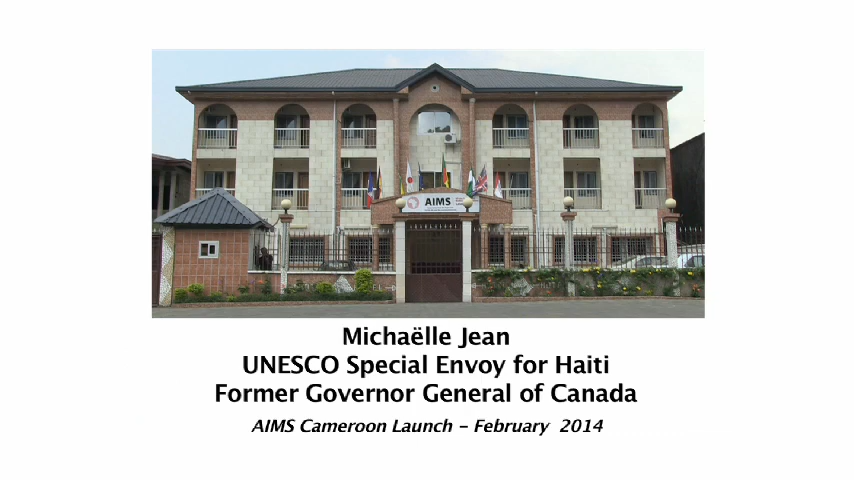 AIMS
Michaëlle Jean
UNESCO Special Envoy for Haiti
Former Governor General of Canada
AIMS Cameroon Launch – February 2014